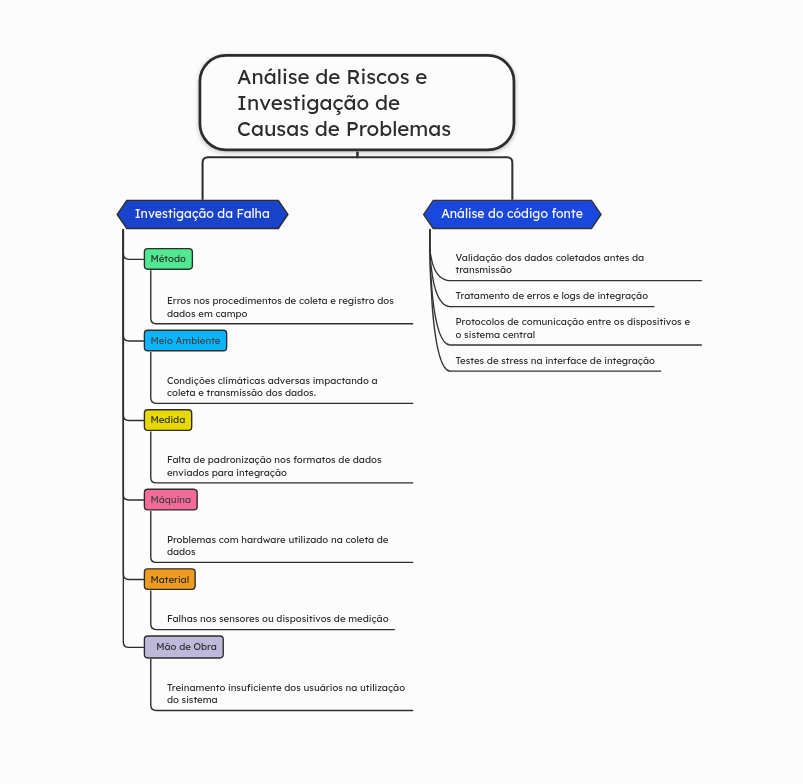 Análise de Riscos e
Investigação de
Causas de Problemas
Investigação da Falha
Método
Erros nos procedimentos de coleta e registro dos
dados em campo
Meio Ambiente
Condições climáticas adversas impactando a
coleta e transmissão dos dados.
Medida
Falta de padronização nos formatos de dados
enviados para integração
Máquina
Problemas com hardware utilizado na coleta de
dados
Material
Falhas nos sensores ou dispositivos de medição
Mão de Obra
Treinamento insuficiente dos usuários na utilização
do sistema
Análise do código fonte
Validação dos dados coletados antes da
transmissão
Tratamento de erros e logs de integração
Protocolos de comunicação entre os dispositivos e
o sistema central
Testes de stress na interface de integração